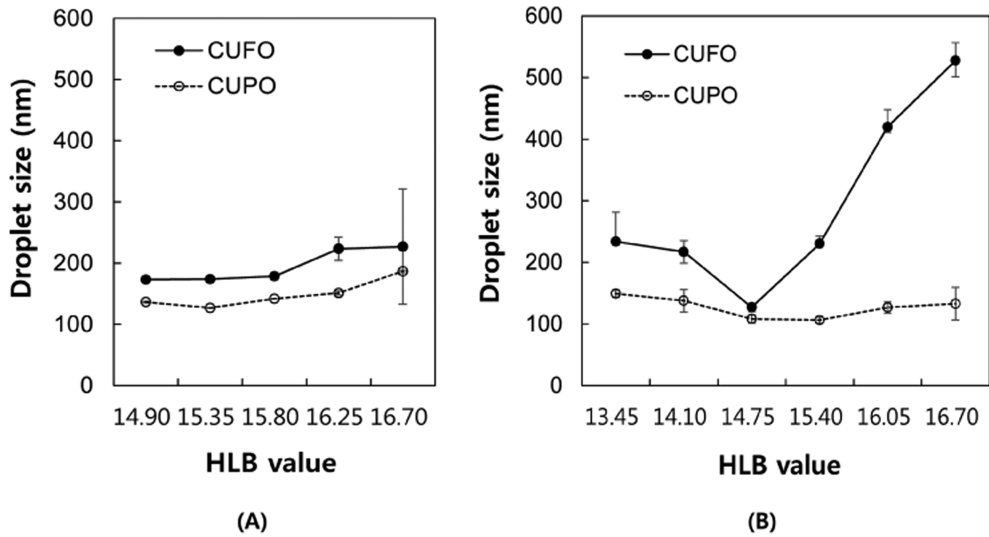 600
500
400
300
200
100
0
Droplet size (nm)
CUFO
CUPO
14.90 15.35 15.80 16.25 16.70
HLB value
(A)
600
500
400
300
200
100
0
Droplet size (nm)
CUFO
CUPO
13.45 14.10 14.75 15.40 16.05 16.70
HLB value
(B)